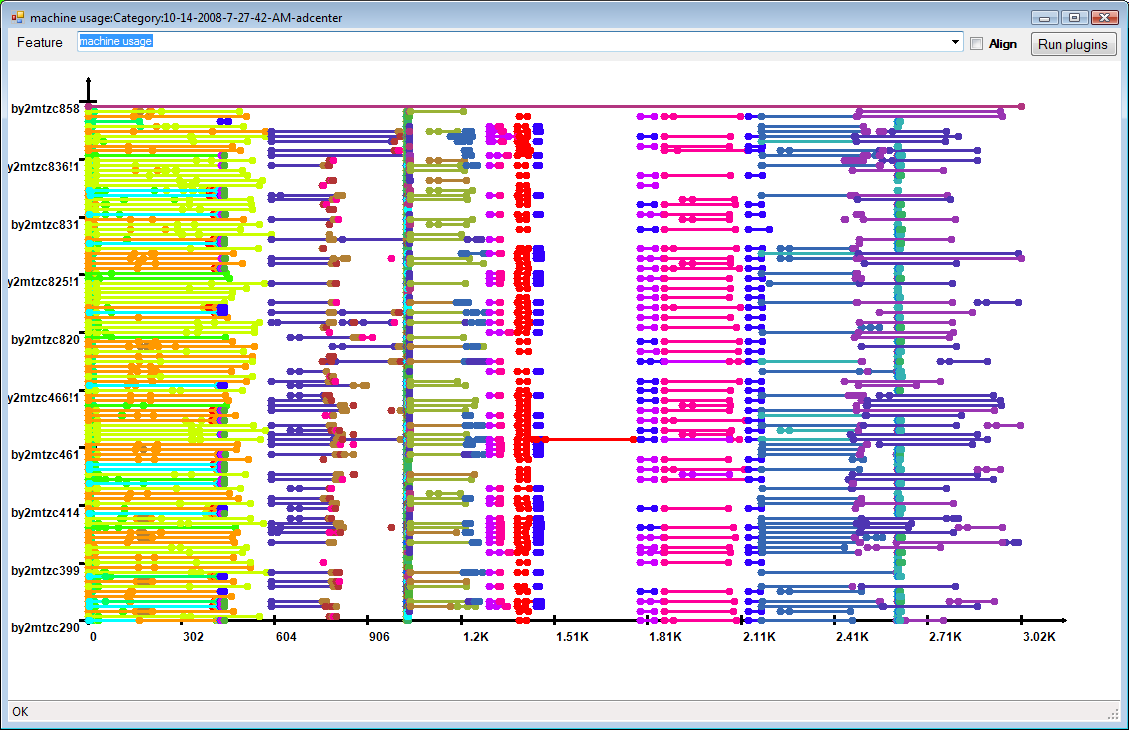 machine usage:Category:10-14-2008-7-27-42-AM-adcenter
Feature machine usage Align Run plugins
by2mtzc858
y2mtzc836!1
by2mtzc831
y2mtzc825!1
by2mtzc820
y2mtzc466!1
by2mtzc461
by2mtzc414
by2mtzc399
by2mtzc290
0 302 604 906 1.2K 1.51K 1.81K 2.11K 2.41K 2.71K 3.02K
OK